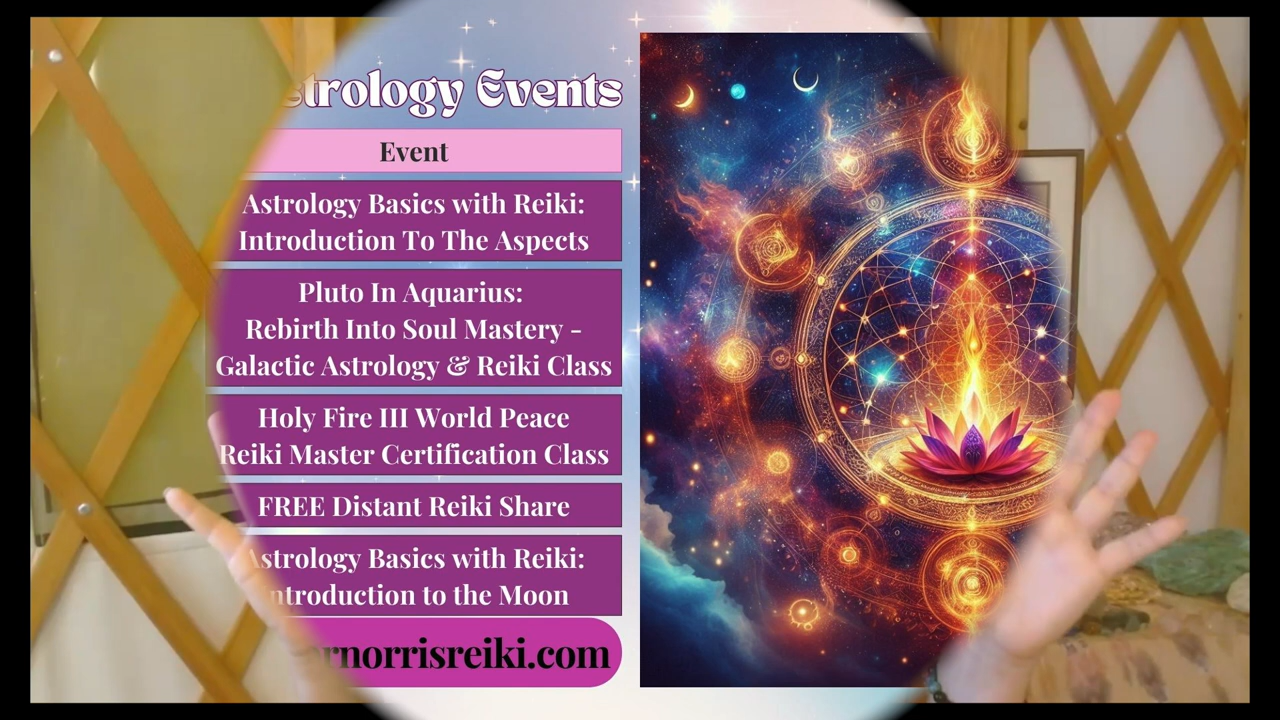 strology Events
Event
Astrology Basics with Reiki:
Introduction To The Aspects
Pluto In Aquarius:
Rebirth Into Soul Mastery -
Galactic Astrology & Reiki Class
Holy Fire III World Peace
Reiki Master Certification Class
FREE Distant Reiki Share
Astrology Basics with Reiki:
ntroduction to the Moon
rnorrisreiki.com